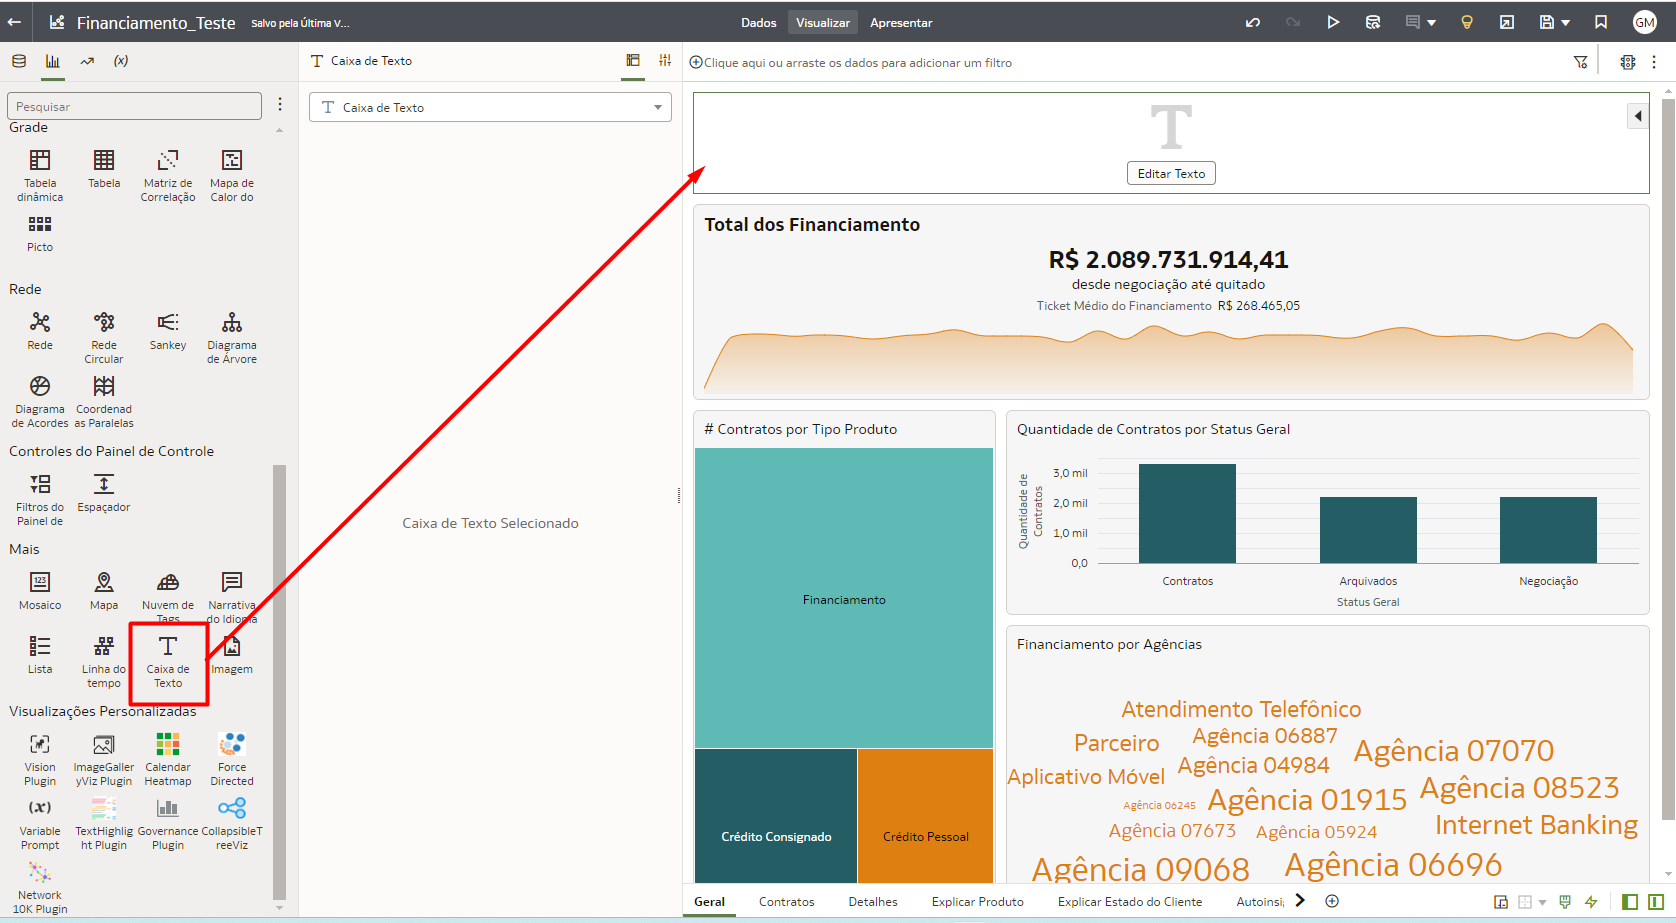 Financiamento_Teste
Salvo pela Última V...
Dados
Visualizar
Apresentar
GM
(x)
Caixa de Texto
Clique aqui ou arraste os dados para adicionar um filtro
Pesquisar
Caixa de Texto
Grade
Tabela dinâmica
Tabela
Matriz de Correlação
Mapa de Calor do
Picto
Rede
Rede
Rede Circular
Sankey
Diagrama de Árvore
Diagrama de Acordes
Coordenad as Paralelas
Controles do Painel de Controle
Filtros do Painel de
Espaçador
Mais
123
Mosaico
Mapa
Nuvem de Tags
Narrativa do Idioma
Lista
Linha do tempo
Caixa de Texto
Imagem
Visualizações Personalizadas
Vision Plugin
ImageGaller yViz Plugin
Calendar Heatmap
Force Directed
(x)
Variable Prompt
TextHighlig ht Plugin
Governance Plugin
CollapsibleT reeViz
Network 10K Plugin
Caixa de Texto Selecionado
T
Editar Texto
Total dos Financiamento
R$ 2.089.731.914,41
desde negociação até quitado
Ticket Médio do Financiamento R$ 268.465,05
# Contratos por Tipo Produto
Financiamento
Crédito Consignado
Crédito Pessoal
Quantidade de Contratos por Status Geral
Quantidade de Contratos
3,0 mil
2,0 mil
1,0 mil
0,0
Contratos
Arquivados
Negociação
Status Geral
Financiamento por Agências
Atendimento Telefônico
Parceiro
Agência 06887
Agência 07070
Aplicativo Móvel
Agência 04984
Agência 08523
Agência 06245
Agência 01915
Agência 07673
Agência 05924
Internet Banking
Agência 09068
Agência 06696
Geral
Contratos
Detalhes
Explicar Produto
Explicar Estado do Cliente
Autoinsi